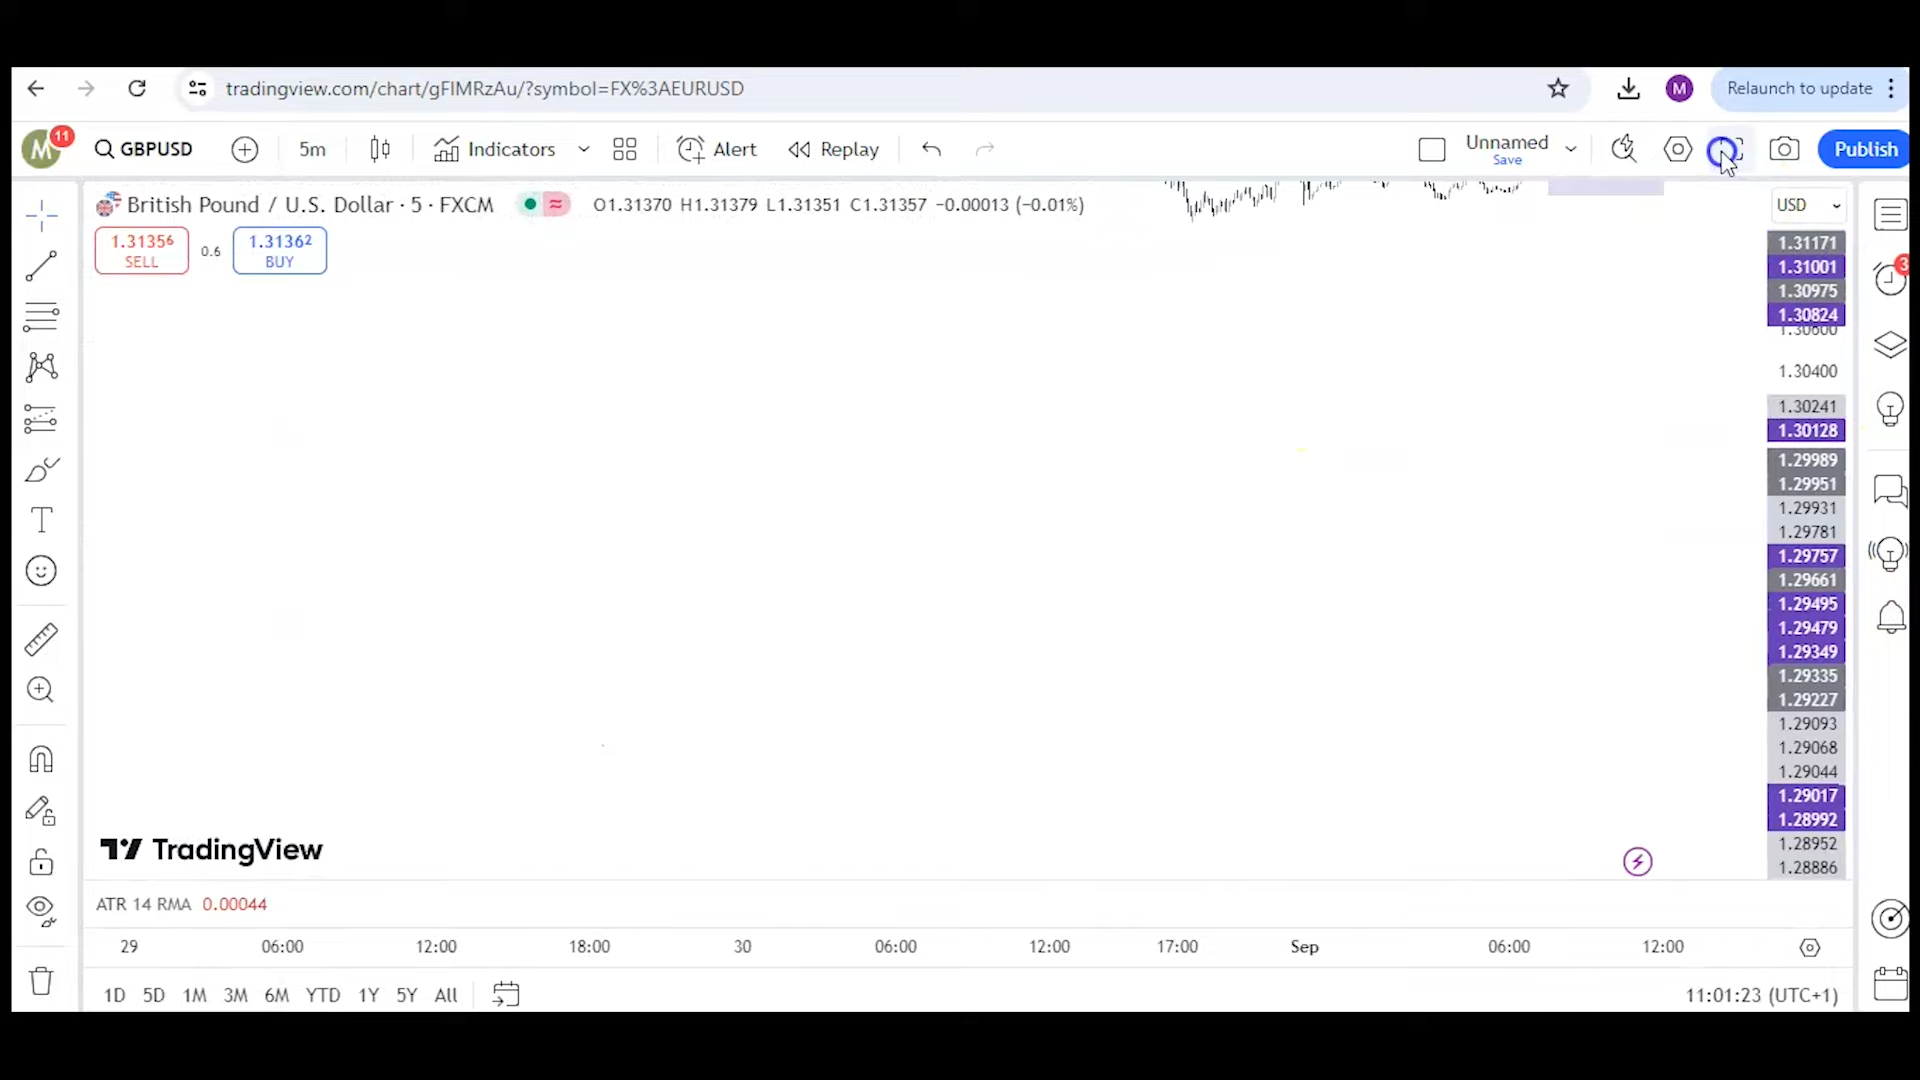 tradingview.com/chart/gFlMRzAu/?symbol=FX%3AEURUSD
M
Relaunch to update
M
11
GBPUSD
5m
Indicators
Alert
Replay
Unnamed
Save
Publish
British Pound / U.S. Dollar · 5 · FXCM
O1.31370 H1.31379 L1.31351 C1.31357 −0.00013 (−0.01%)
USD
1.31356
SELL
0.6
1.31362
BUY
1.31171
1.31001
1.30975
1.30824
1.30600
1.30400
1.30241
1.30128
1.29989
1.29951
1.29931
1.29781
1.29757
1.29661
1.29495
1.29479
1.29349
1.29335
1.29227
1.29093
1.29068
1.29044
1.29017
1.28992
1.28952
1.28886
3
TradingView
ATR 14 RMA 0.00044
29 06:00 12:00 18:00 30 06:00 12:00 17:00 Sep 06:00 12:00
1D 5D 1M 3M 6M YTD 1Y 5Y All
11:01:23 (UTC+1)